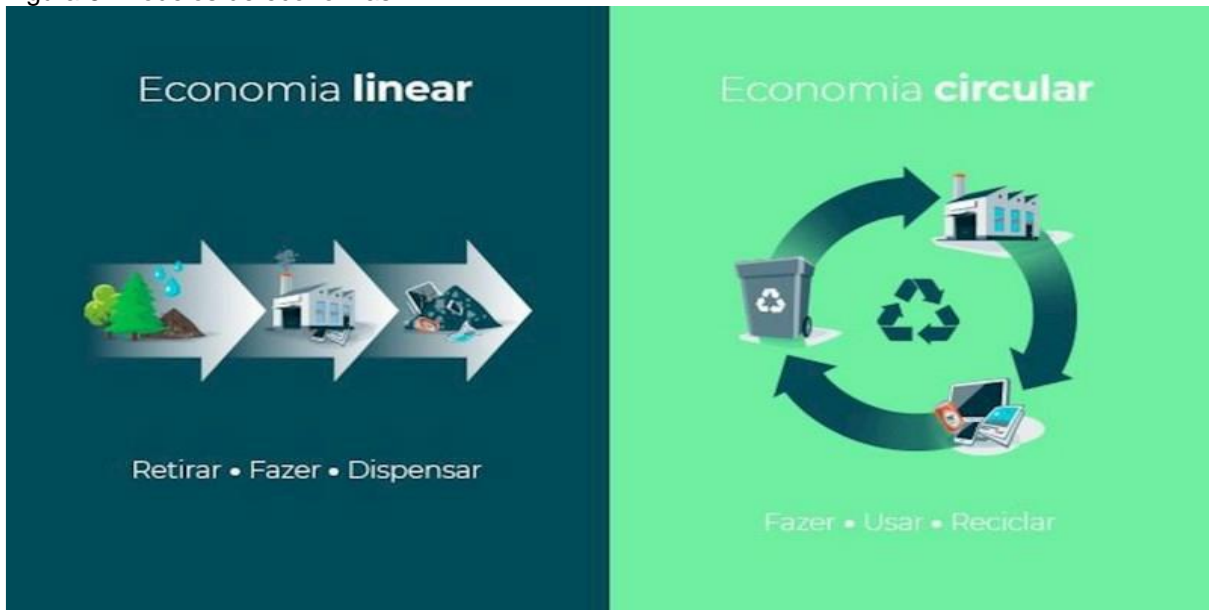 Economia linear
Retirar • Fazer • Dispensar
Economia circular
Fazer • Usar • Reciclar